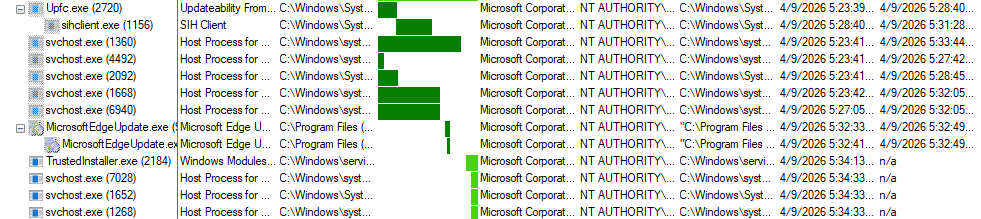 Upfc.exe (2720) Updateability From... C:\Windows\Syst... Microsoft Corporat... NT AUTHORITY\... C:\Windows\Syst... 4/9/2026 5:23:39... 4/9/2026 5:28:40...
sihclient.exe (1156) SIH Client C:\Windows\Syst... Microsoft Corporat... NT AUTHORITY\... C:\Windows\Syst... 4/9/2026 5:28:40... 4/9/2026 5:31:28...
svchost.exe (1360) Host Process for ... C:\Windows\syst... Microsoft Corporat... NT AUTHORITY\... C:\Windows\syst... 4/9/2026 5:23:41... 4/9/2026 5:33:44...
svchost.exe (4492) Host Process for ... C:\Windows\syst... Microsoft Corporat... NT AUTHORITY\... C:\Windows\syst... 4/9/2026 5:23:41... 4/9/2026 5:27:42...
svchost.exe (2092) Host Process for ... C:\Windows\Syst... Microsoft Corporat... NT AUTHORITY\... C:\Windows\Syst... 4/9/2026 5:23:41... 4/9/2026 5:28:45...
svchost.exe (1668) Host Process for ... C:\Windows\syst... Microsoft Corporat... NT AUTHORITY\... C:\Windows\syst... 4/9/2026 5:23:42... 4/9/2026 5:32:05...
svchost.exe (6940) Host Process for ... C:\Windows\syst... Microsoft Corporat... NT AUTHORITY\... C:\Windows\syst... 4/9/2026 5:27:05... 4/9/2026 5:32:05...
MicrosoftEdgeUpdate.exe Microsoft Edge U... C:\Program Files (... Microsoft Corporat... NT AUTHORITY\... "C:\Program Files ... 4/9/2026 5:32:33... 4/9/2026 5:32:49...
MicrosoftEdgeUpdate.ex Microsoft Edge U... C:\Program Files (... Microsoft Corporat... NT AUTHORITY\... "C:\Program Files ... 4/9/2026 5:32:41... 4/9/2026 5:32:49...
TrustedInstaller.exe (2184) Windows Modules... C:\Windows\servi... Microsoft Corporat... NT AUTHORITY\... C:\Windows\servi... 4/9/2026 5:34:13... n/a
svchost.exe (7028) Host Process for ... C:\Windows\Syst... Microsoft Corporat... NT AUTHORITY\... C:\Windows\Syst... 4/9/2026 5:34:33... n/a
svchost.exe (1652) Host Process for ... C:\Windows\Syst... Microsoft Corporat... NT AUTHORITY\... C:\Windows\Syst... 4/9/2026 5:34:33... n/a
svchost.exe (1268) Host Process for ... C:\Windows\Syst... Microsoft Corporat... NT AUTHORITY\... C:\Windows\Syst... 4/9/2026 5:34:33... n/a